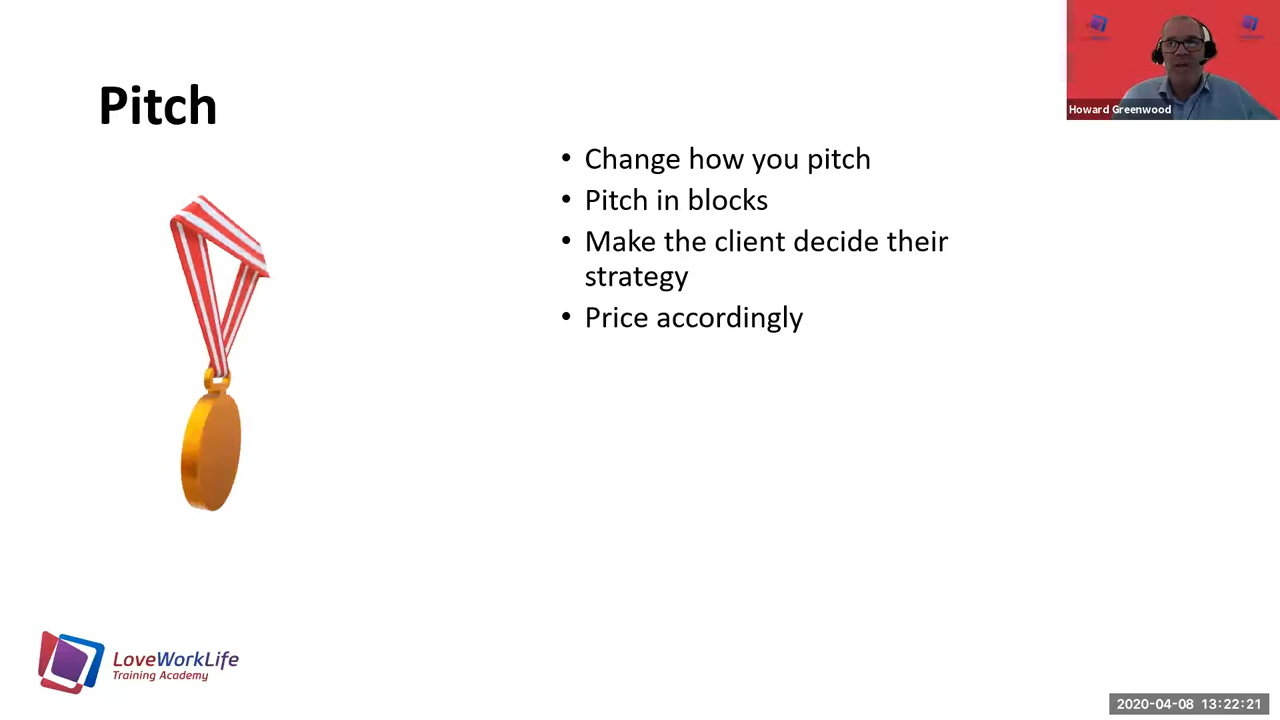 Howard Greenwood
Pitch
• Change how you pitch
• Pitch in blocks
• Make the client decide their
strategy
• Price accordingly
LoveWorkLife
Training Academy
2020-04-08 13:22:21